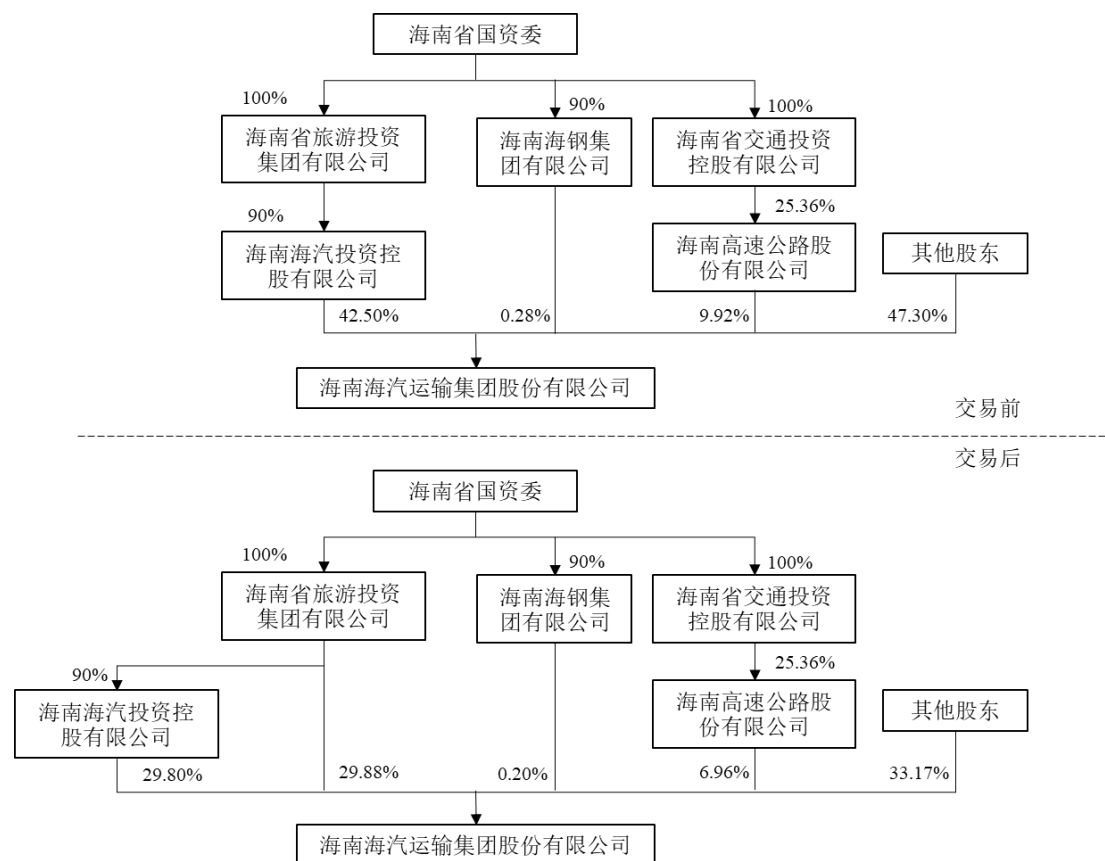 海南省国资委
100%
90%
100%
海南省旅游投资
集团有限公司
海南海钢集
团有限公司
海南省交通投资
控股有限公司
90%
25.36%
海南海汽投资控
股有限公司
海南高速公路股
份有限公司
其他股东
42.50%
0.28%
9.92%
47.30%
海南海汽运输集团股份有限公司
交易前
交易后
海南省国资委
100%
90%
100%
海南省旅游投资
集团有限公司
海南海钢集
团有限公司
海南省交通投资
控股有限公司
90%
25.36%
海南海汽投资控
股有限公司
海南高速公路股
份有限公司
其他股东
29.80%
29.88%
0.20%
6.96%
33.17%
海南海汽运输集团股份有限公司